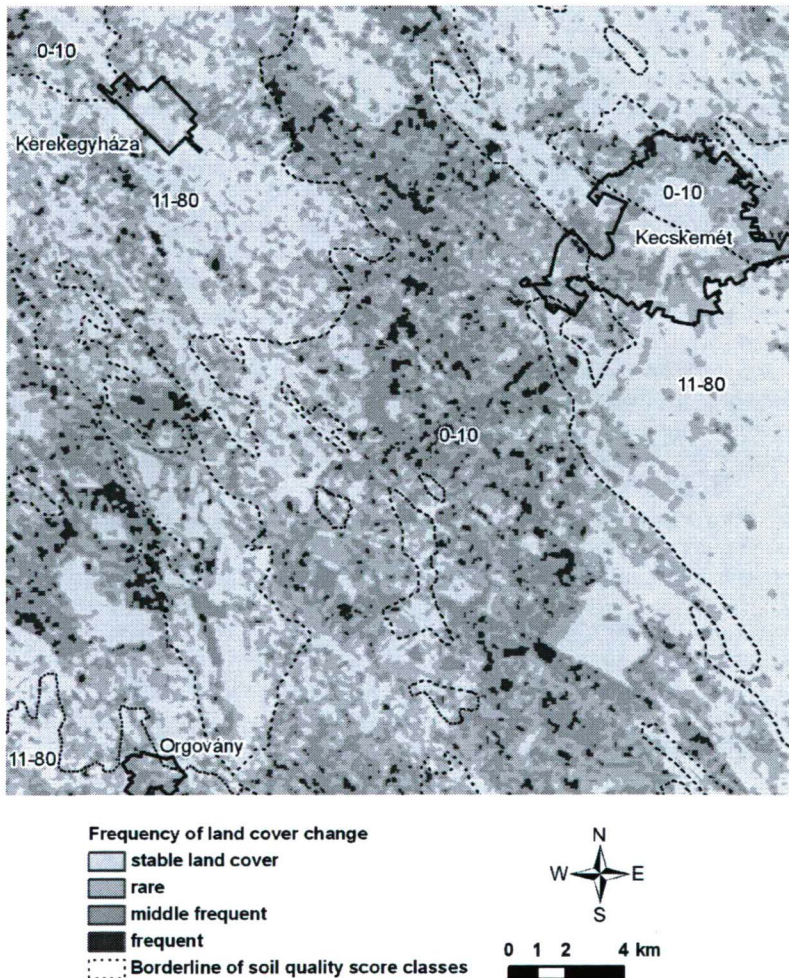 0-10
Kerekegyháza
11-80
0-10
Kecskemét
11-80
0-10
Orgovány
11-80
Frequency of land cover change
stable land cover
rare
middle frequent
frequent
Borderline of soil quality score classes
N
W E
S
0 1 2 4 km